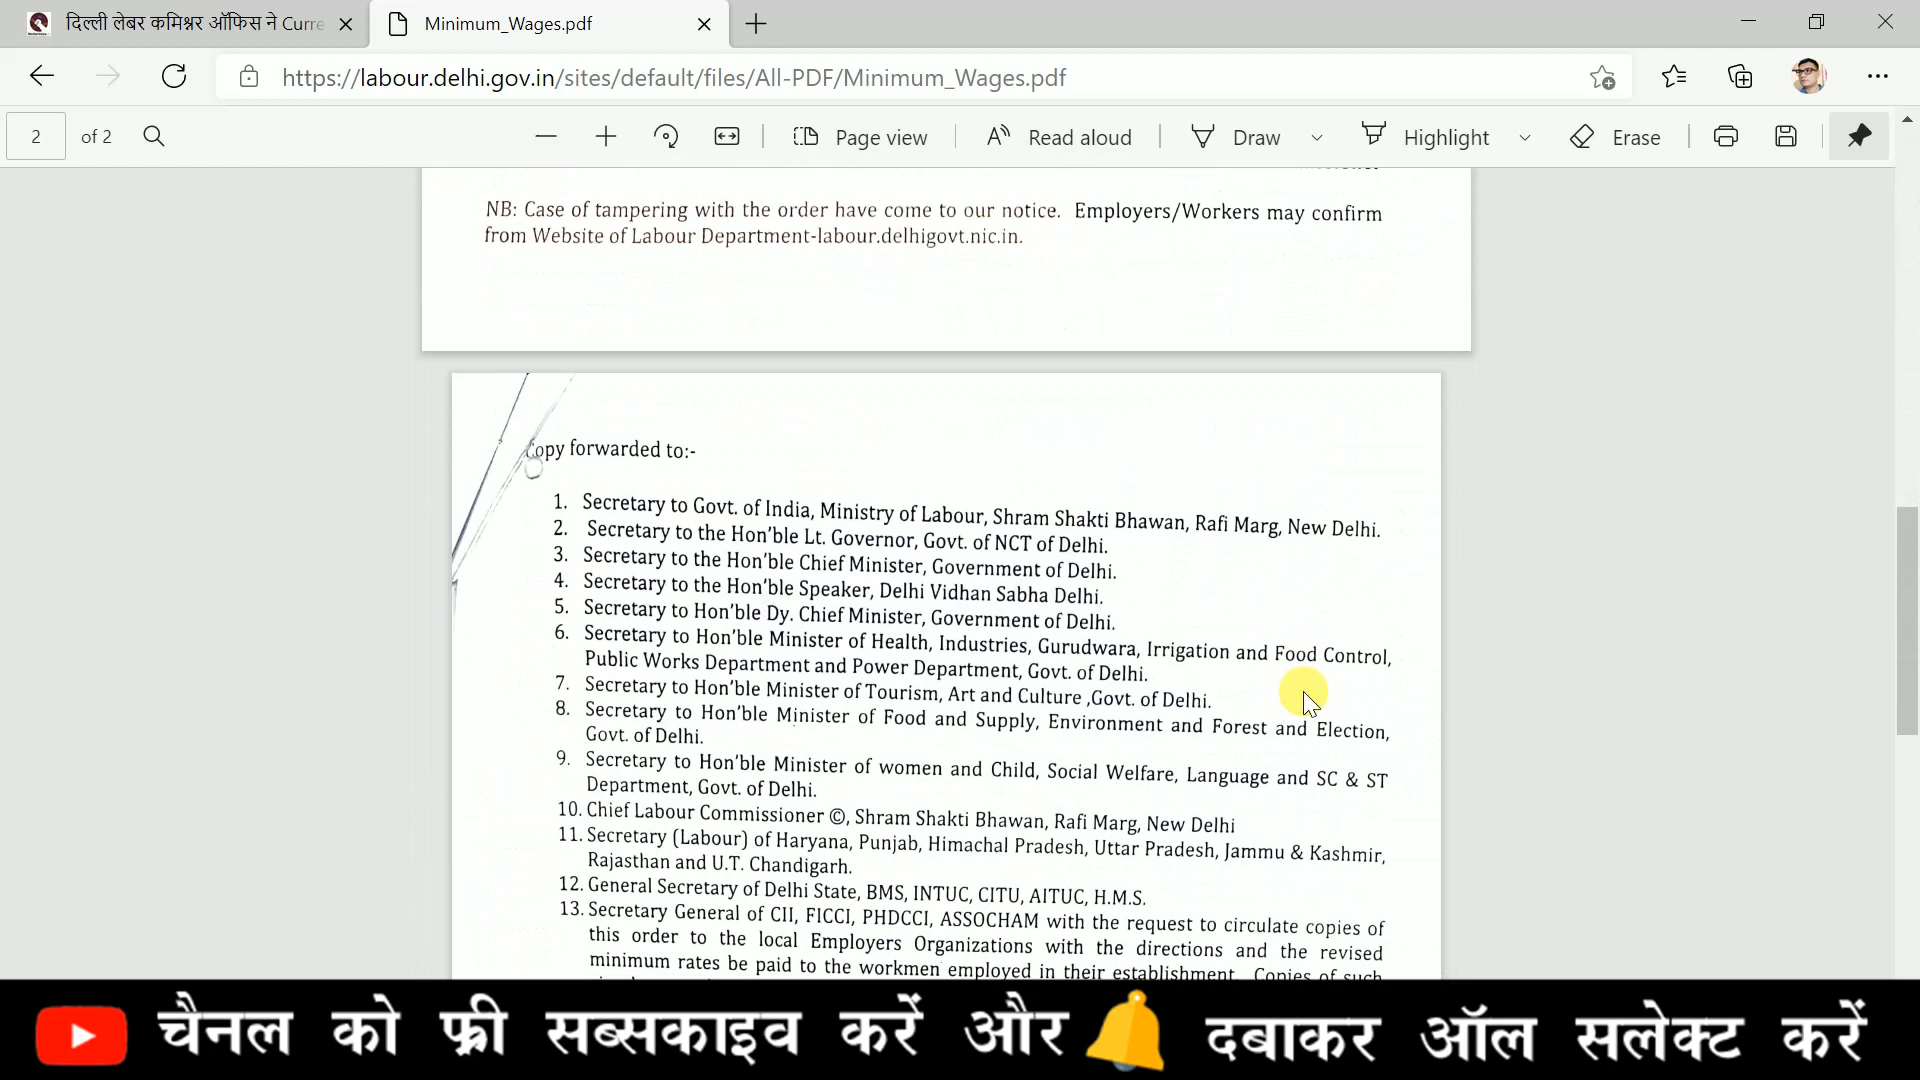 दिल्ली लेबर कमिश्नर ऑफिस ने Curre
Minimum_Wages.pdf
https://labour.delhi.gov.in/sites/default/files/All-PDF/Minimum_Wages.pdf
2 of 2
Page view
Read aloud
Draw
Highlight
Erase
NB: Case of tampering with the order have come to our notice. Employers/Workers may confirm
from Website of Labour Department-labour.delhigovt.nic.in.
Copy forwarded to:-
1. Secretary to Govt. of India, Ministry of Labour, Shram Shakti Bhawan, Rafi Marg, New Delhi.
2. Secretary to the Hon'ble Lt. Governor, Govt. of NCT of Delhi.
3. Secretary to the Hon'ble Chief Minister, Government of Delhi.
4. Secretary to the Hon'ble Speaker, Delhi Vidhan Sabha Delhi.
5. Secretary to Hon'ble Dy. Chief Minister, Government of Delhi.
6. Secretary to Hon'ble Minister of Health, Industries, Gurudwara, Irrigation and Food Control,
Public Works Department and Power Department, Govt. of Delhi.
7. Secretary to Hon'ble Minister of Tourism, Art and Culture ,Govt. of Delhi.
8. Secretary to Hon'ble Minister of Food and Supply, Environment and Forest and Election,
Govt. of Delhi.
9. Secretary to Hon'ble Minister of women and Child, Social Welfare, Language and SC & ST
Department, Govt. of Delhi.
10. Chief Labour Commissioner ©, Shram Shakti Bhawan, Rafi Marg, New Delhi
11. Secretary (Labour) of Haryana, Punjab, Himachal Pradesh, Uttar Pradesh, Jammu & Kashmir,
Rajasthan and U.T. Chandigarh.
12. General Secretary of Delhi State, BMS, INTUC, CITU, AITUC, H.M.S.
13. Secretary General of CII, FICCI, PHDCCI, ASSOCHAM with the request to circulate copies of
this order to the local Employers Organizations with the directions and the revised
minimum rates be paid to the workmen employed in their establishment. Copies of such
चैनल को फ्री सब्सकाइव करें और दबाकर ऑल सलेक्ट करें